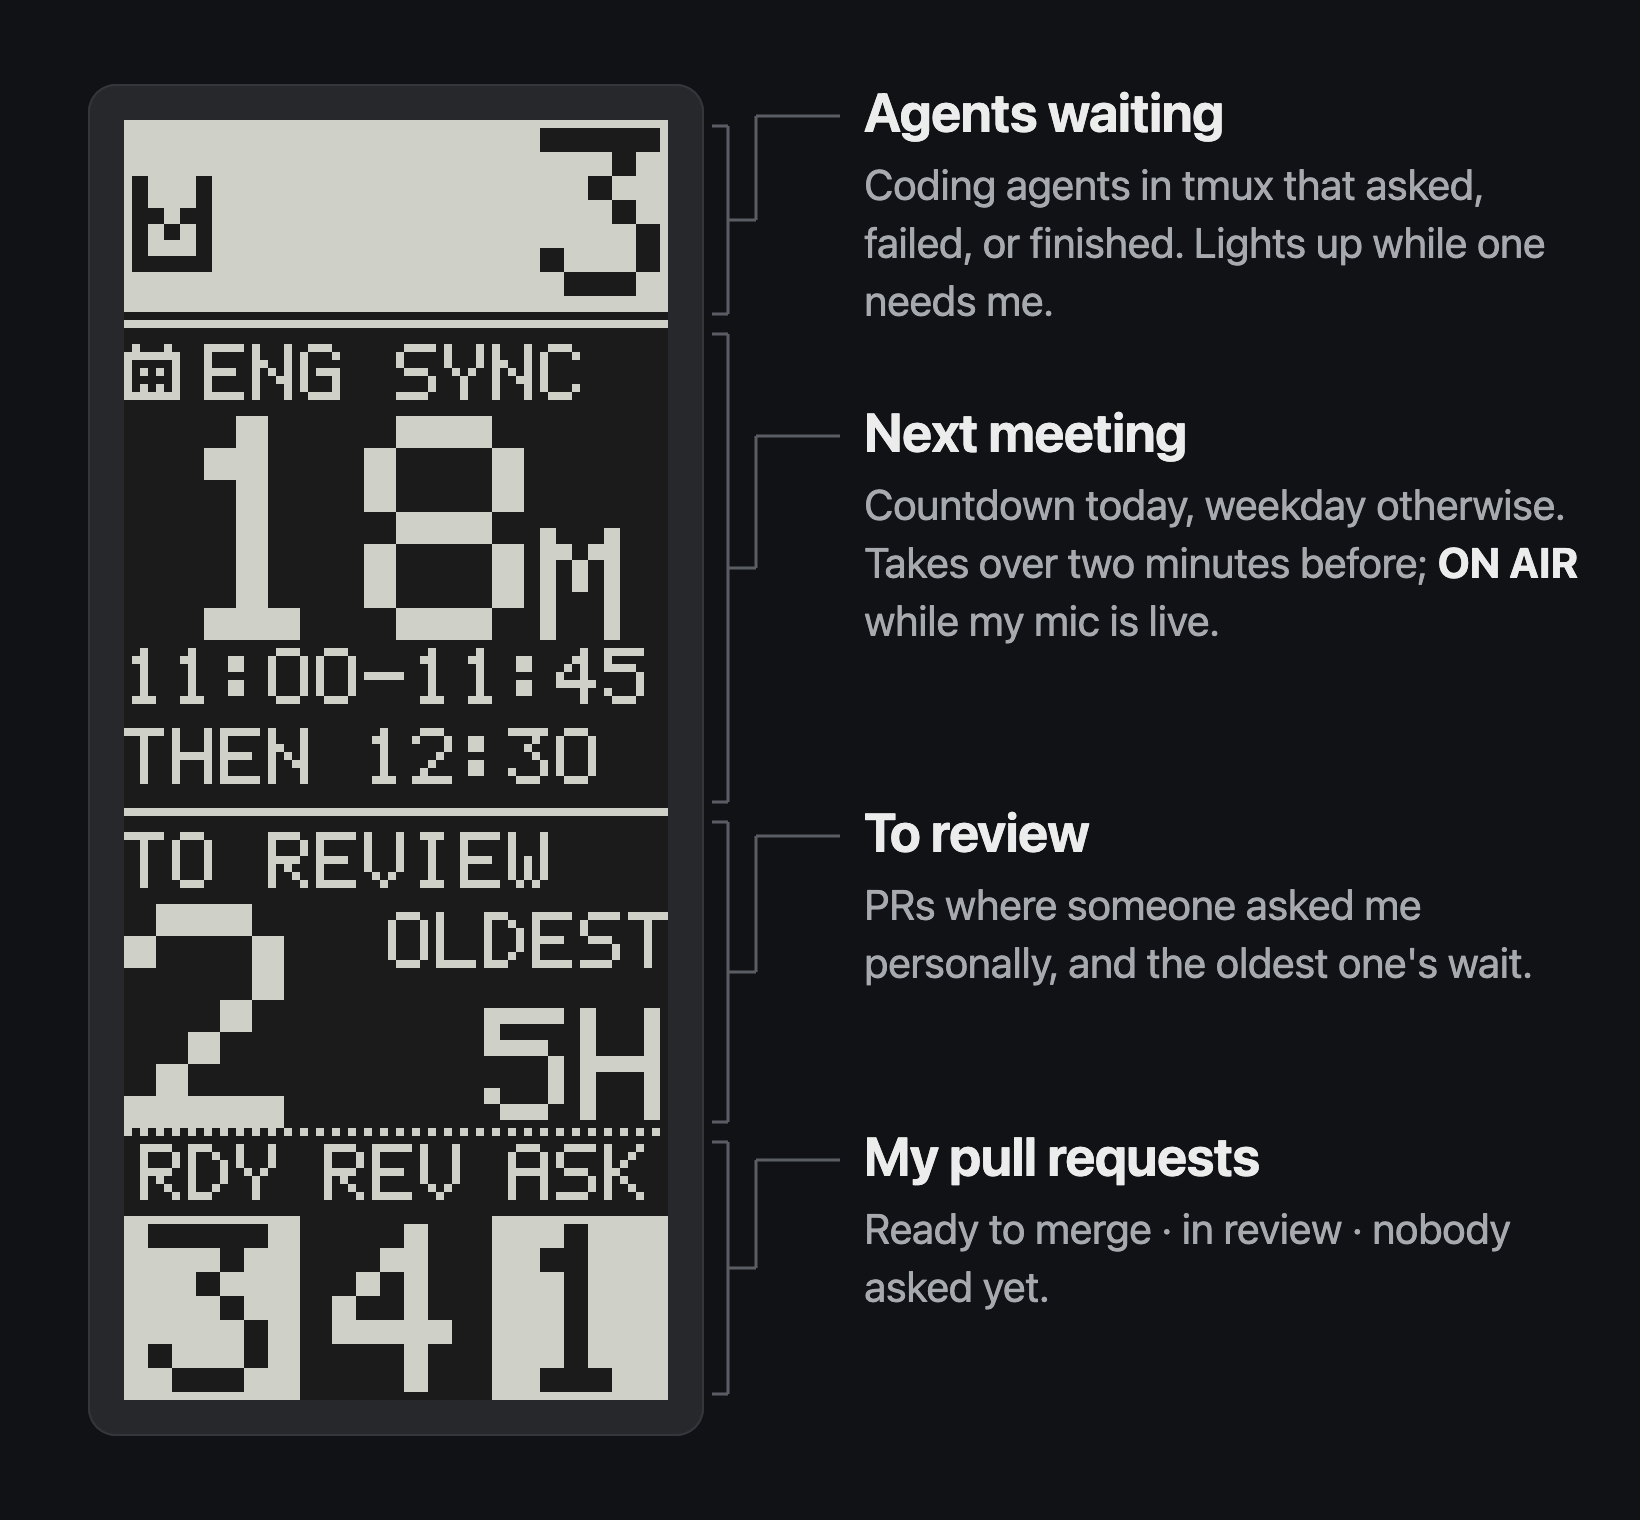 3
ENG SYNC
18M
11:00-11:45
THEN 12:30
TO REVIEW
2
OLDEST
5H
RDY REV ASK
3 4 1
Agents waiting
Coding agents in tmux that asked,
failed, or finished. Lights up while one
needs me.
Next meeting
Countdown today, weekday otherwise.
Takes over two minutes before; ON AIR
while my mic is live.
To review
PRs where someone asked me
personally, and the oldest one's wait.
My pull requests
Ready to merge · in review · nobody
asked yet.